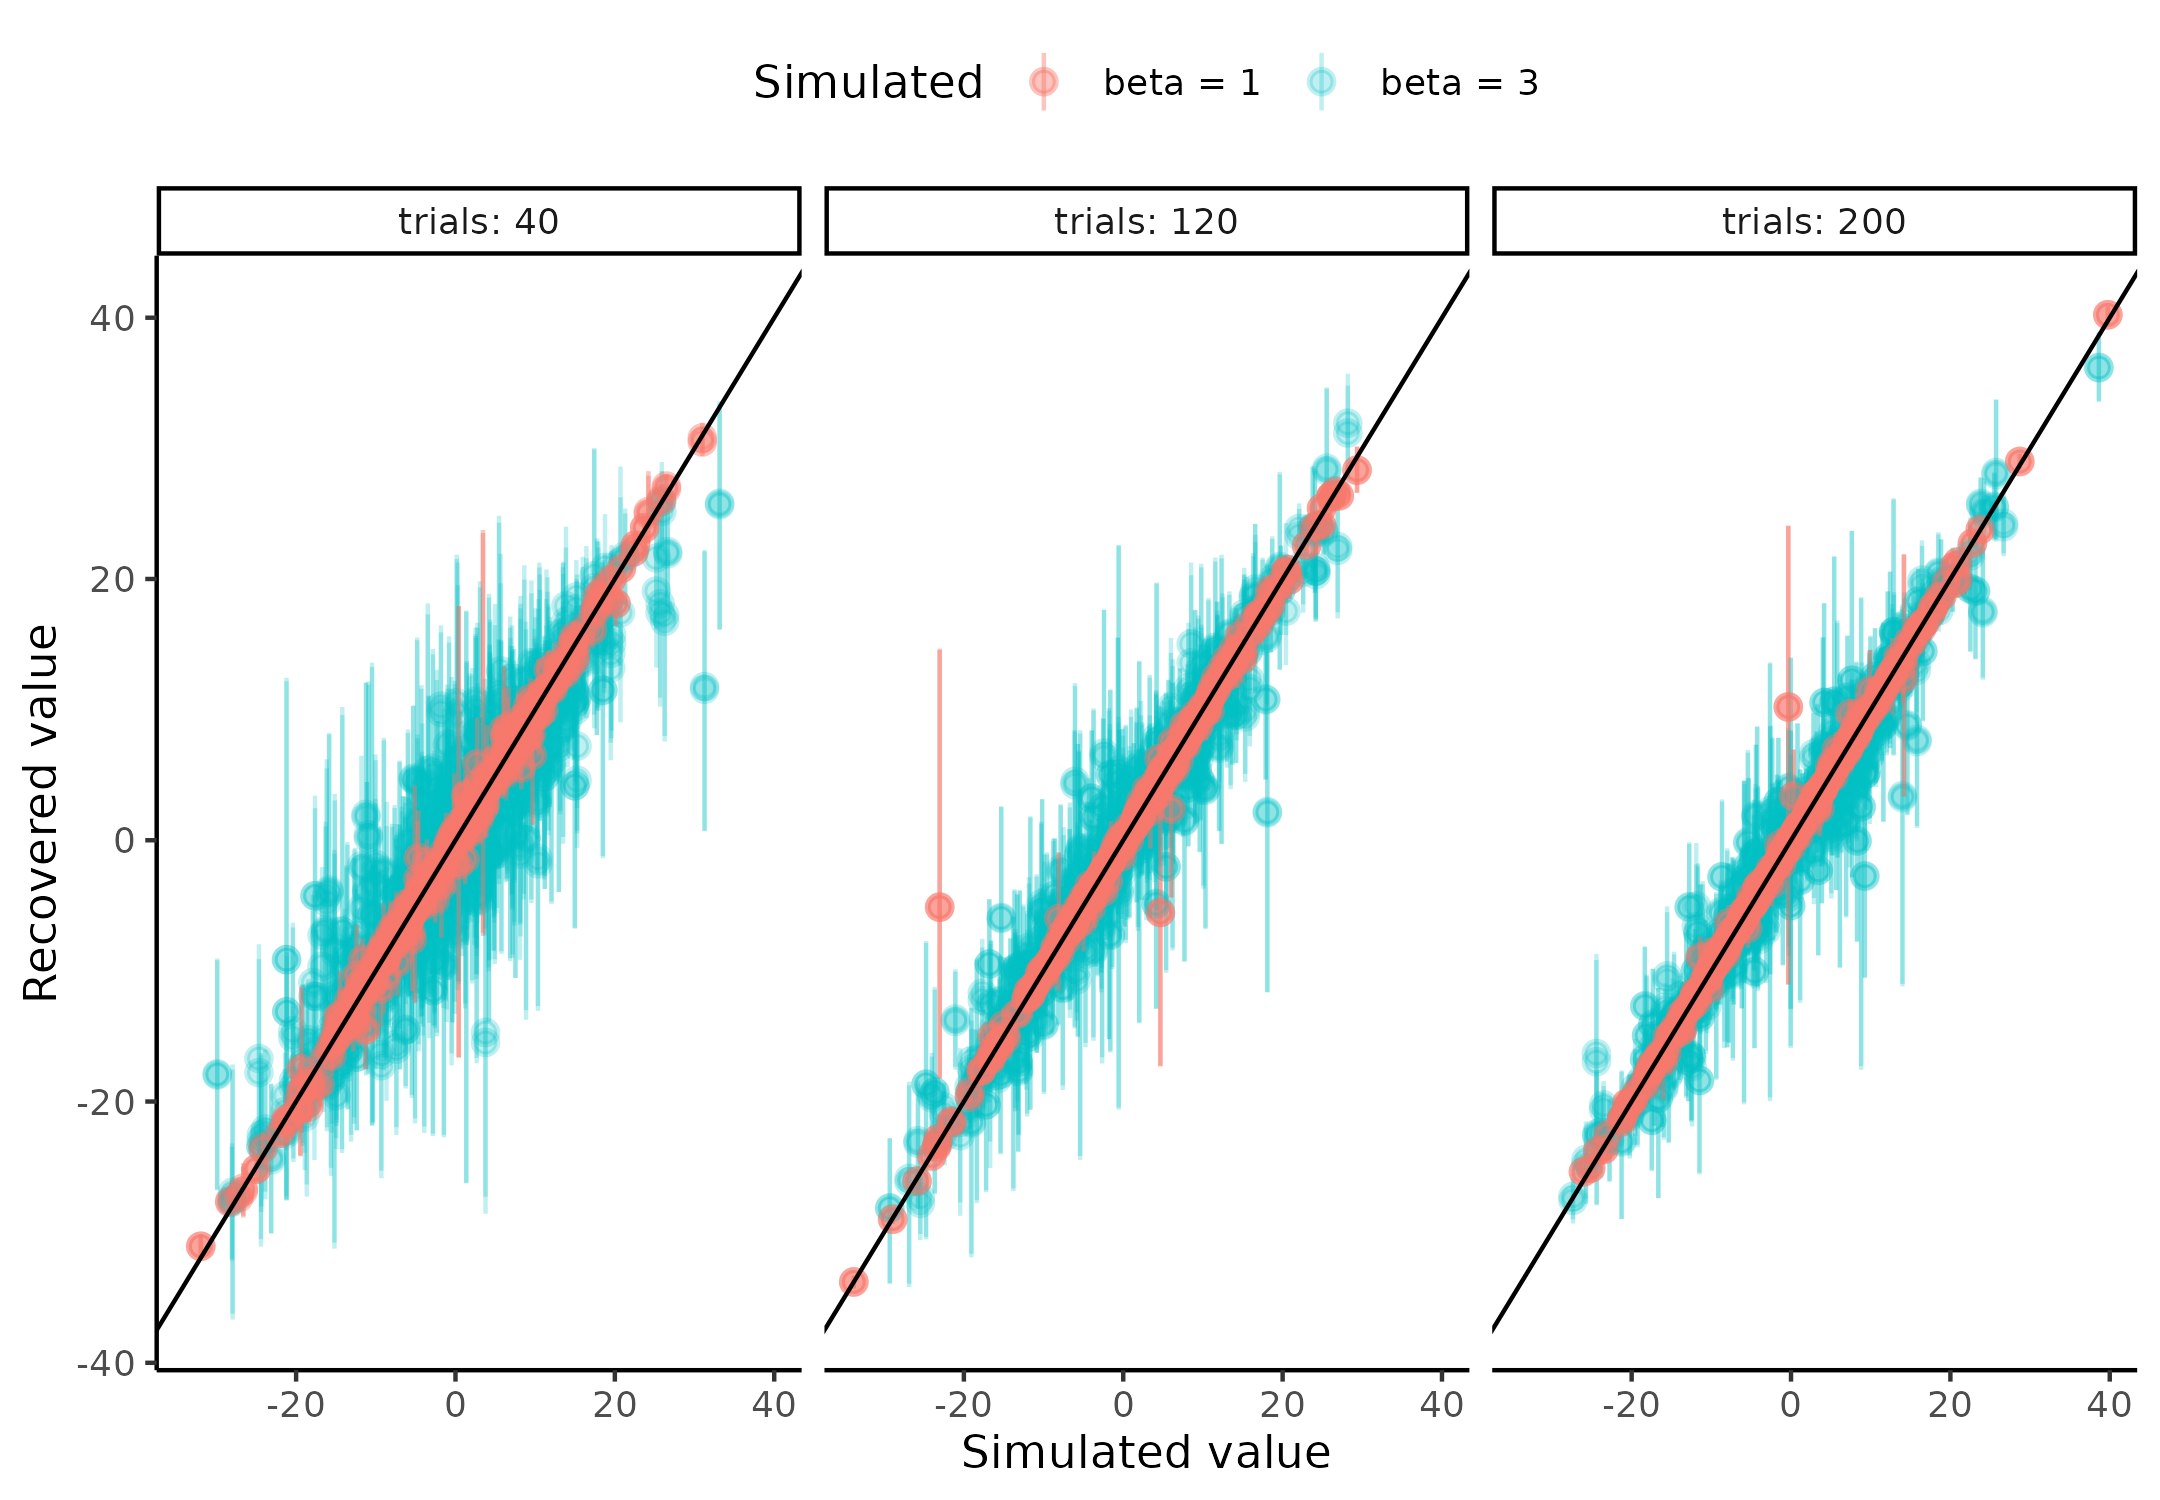 Simulated beta = 1 beta = 3
trials: 40 trials: 120 trials: 200
Recovered value
40
20
0
-20
-40
-20 0 20 40 -20 0 20 40 -20 0 20 40
Simulated value